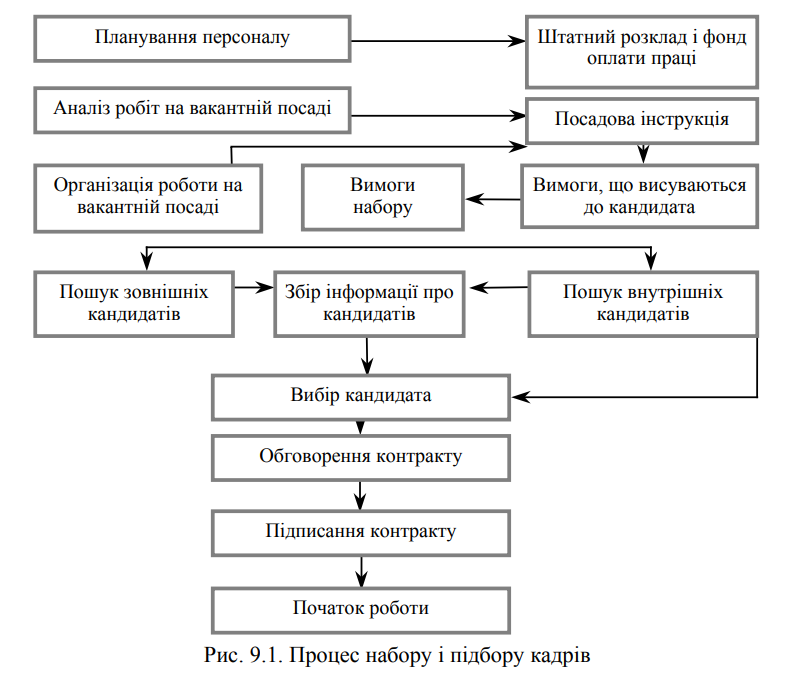 Планування персоналу
Штатний розклад і фонд
оплати праці
Аналіз робіт на вакантній посаді
Посадова інструкція
Організація роботи на
вакантній посаді
Вимоги
набору
Вимоги, що висуваються
до кандидата
Пошук зовнішніх
кандидатів
Збір інформації про
кандидатів
Пошук внутрішніх
кандидатів
Вибір кандидата
Обговорення контракту
Підписання контракту
Початок роботи
Рис. 9.1. Процес набору і підбору кадрів